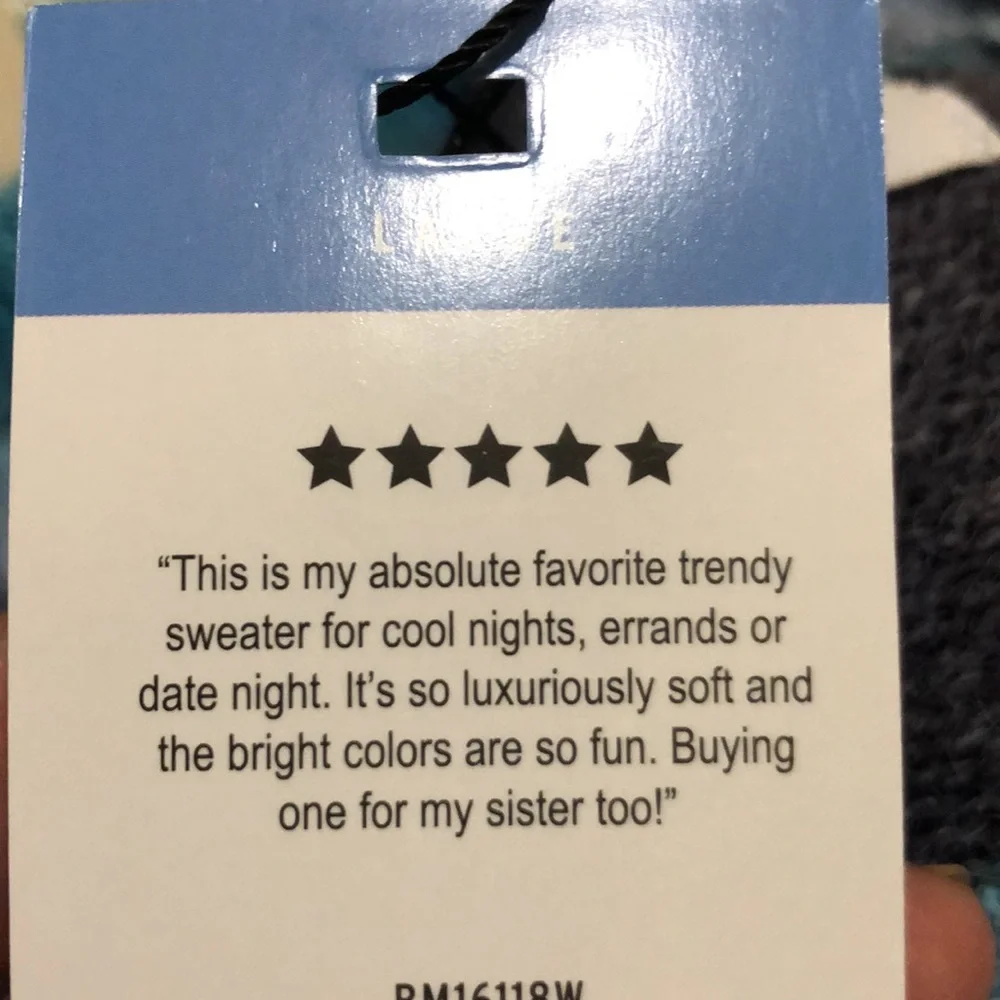 “This is my absolute favorite trendy
sweater for cool nights, errands or
date night. It’s so luxuriously soft and
the bright colors are so fun. Buying
one for my sister too!”